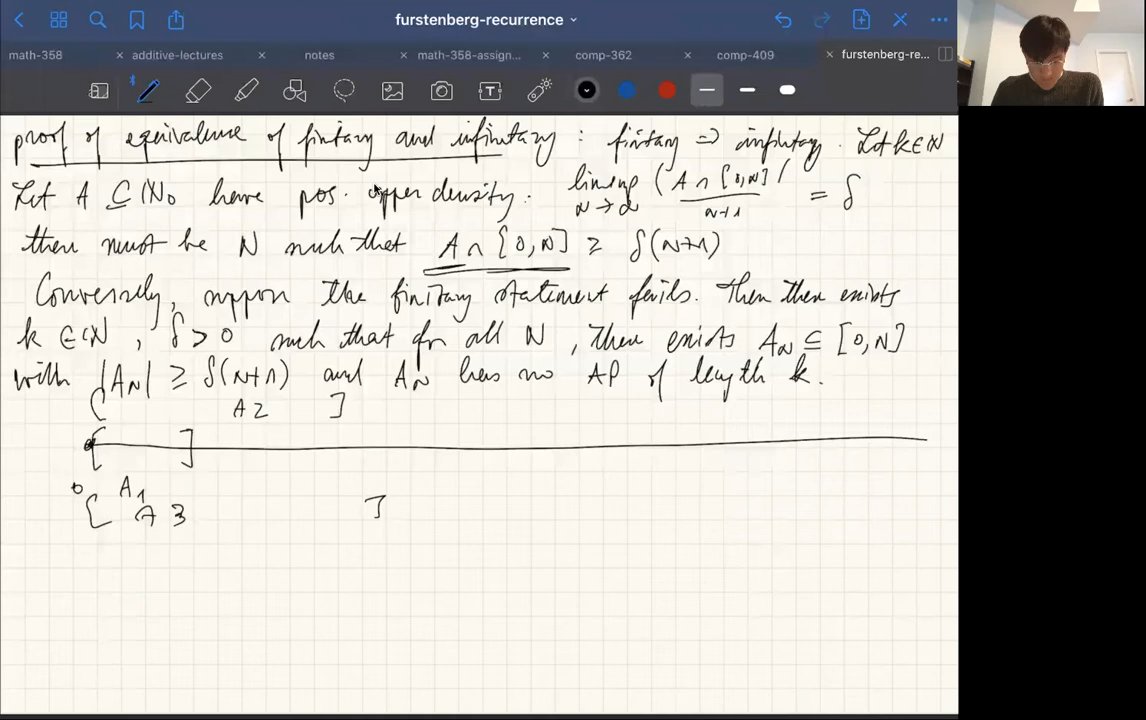 furstenberg-recurrence
math-358 × additive-lectures × notes × math-358-assign... × comp-362 × comp-409 × furstenberg-re...
proof of equivalence of finitary and infinitary : finitary ⇒ infinitary. Let k ∈ ℕ
Let A ⊆ ℕ₀ have pos. upper density. limsup N→∞ |A ∩ [0,N]| / N+1 = δ
then must be N such that A ∩ [0,N] ≥ δ(N+1)
Conversely, suppose the finitary statement fails. Then there exists
k ∈ ℕ, δ > 0 such that for all N, there exists A_N ⊆ [0,N]
with |A_N| ≥ δ(N+1) and A_N has no AP of length k.
[ A2 ]
[ ]
0 A1
[ A3 ]